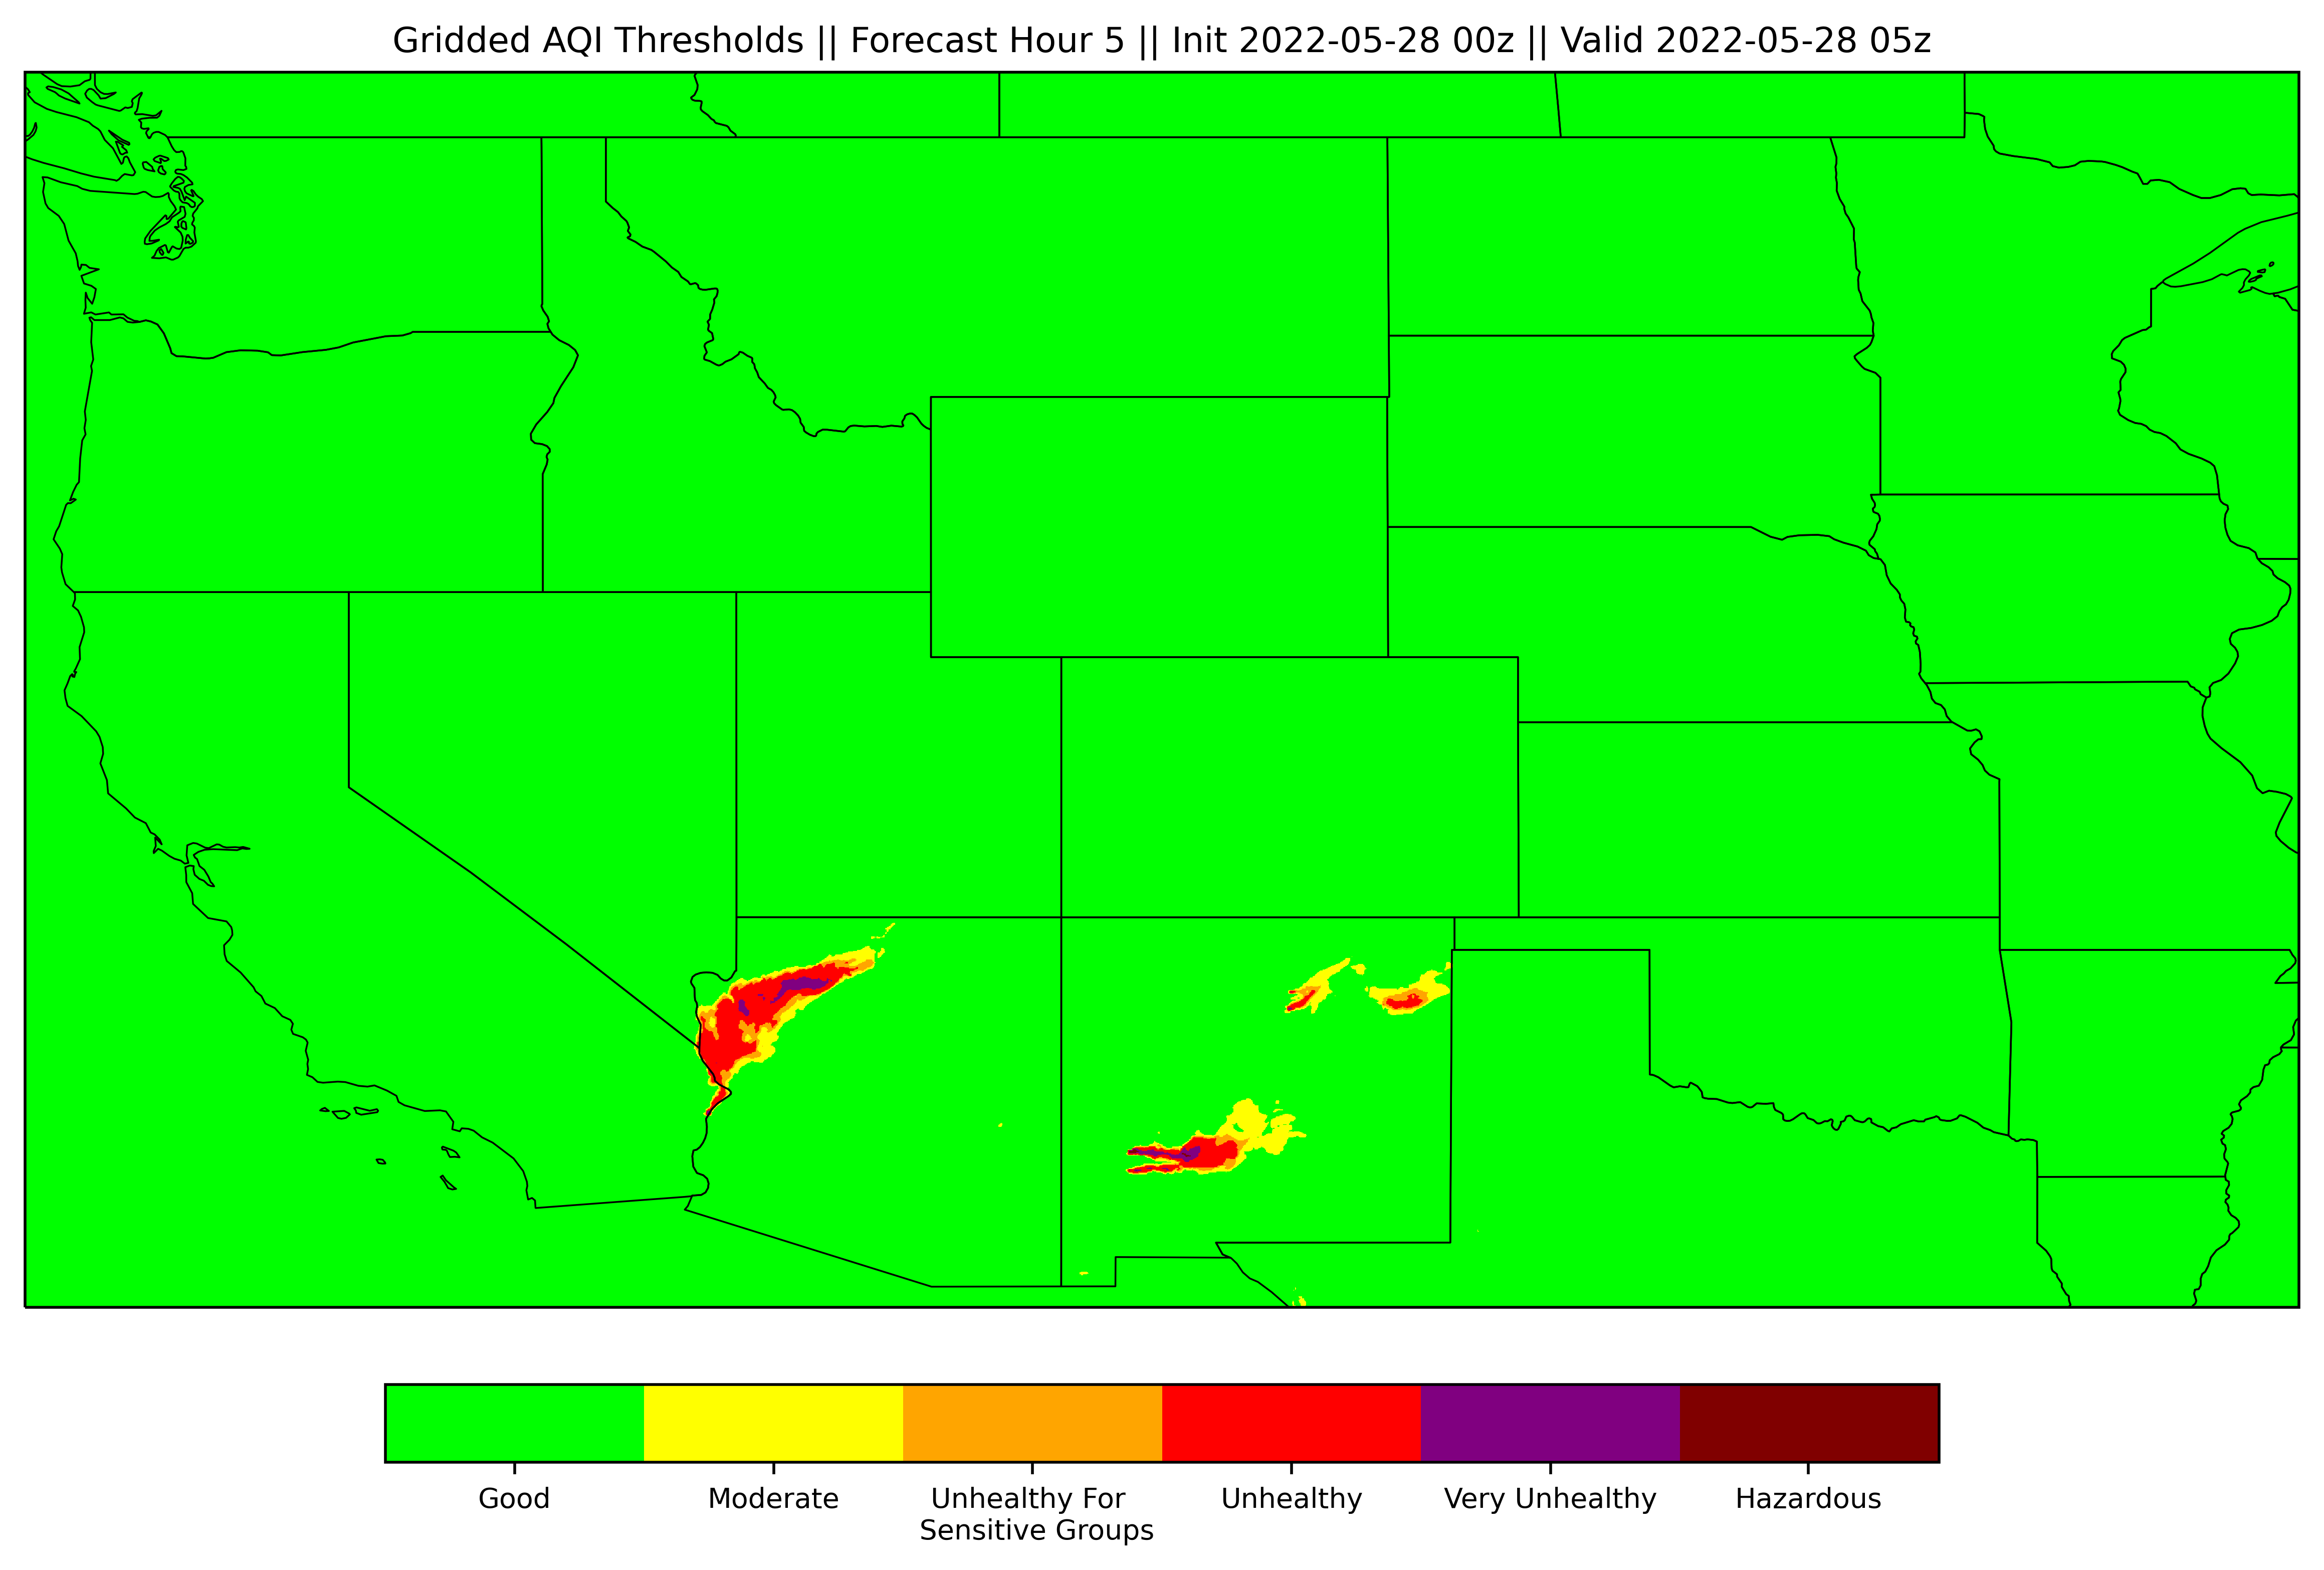 Gridded AQI Thresholds || Forecast Hour 5 || Init 2022-05-28 00z || Valid 2022-05-28 05z
Good
Moderate
Unhealthy For
Sensitive Groups
Unhealthy
Very Unhealthy
Hazardous